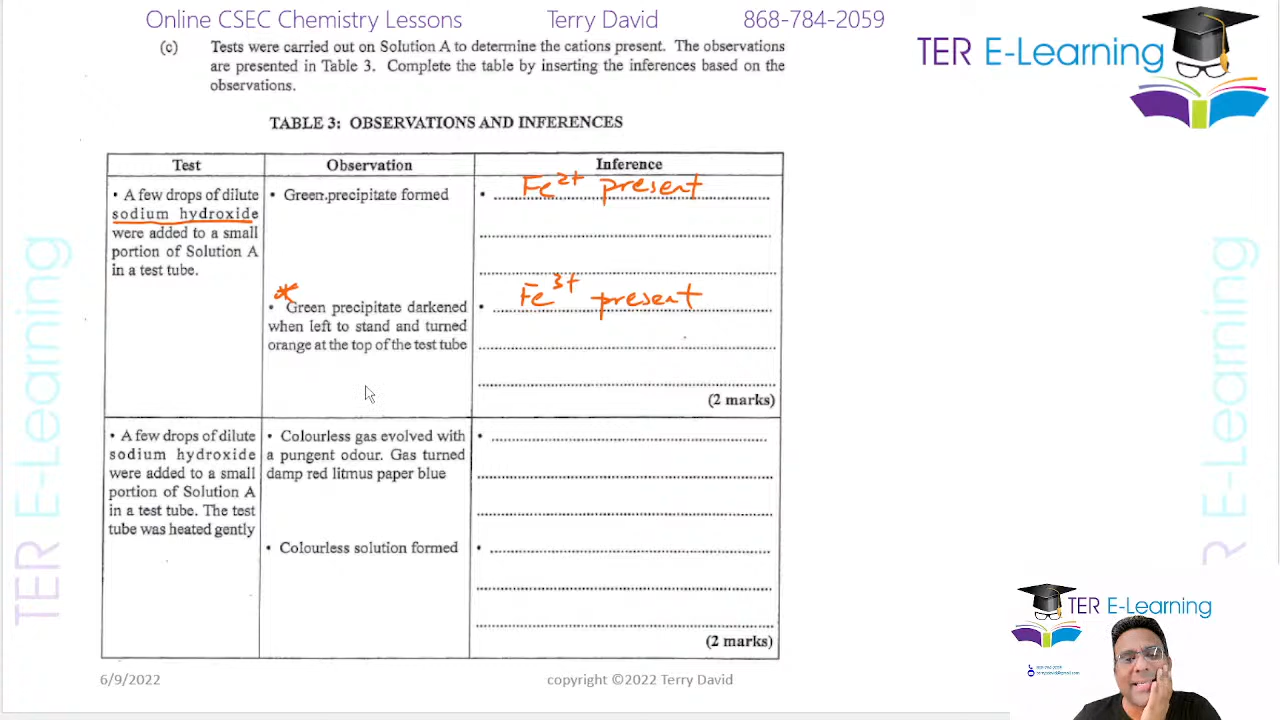 Online CSEC Chemistry Lessons Terry David 868-784-2059
TER E-Learning
(c) Tests were carried out on Solution A to determine the cations present. The observations
are presented in Table 3. Complete the table by inserting the inferences based on the
observations.
TABLE 3: OBSERVATIONS AND INFERENCES
Test Observation Inference
• A few drops of dilute
sodium hydroxide
were added to a small
portion of Solution A
in a test tube.
• Green precipitate formed
• Fe²⁺ present
*
• Green precipitate darkened
when left to stand and turned
orange at the top of the test tube
• Fe³⁺ present
(2 marks)
• A few drops of dilute
sodium hydroxide
were added to a small
portion of Solution A
in a test tube. The test
tube was heated gently
• Colourless gas evolved with
a pungent odour. Gas turned
damp red litmus paper blue
• Colourless solution formed
(2 marks)
6/9/2022 copyright ©2022 Terry David
TER E-Learning
TER E-Learning
TER E-Learning